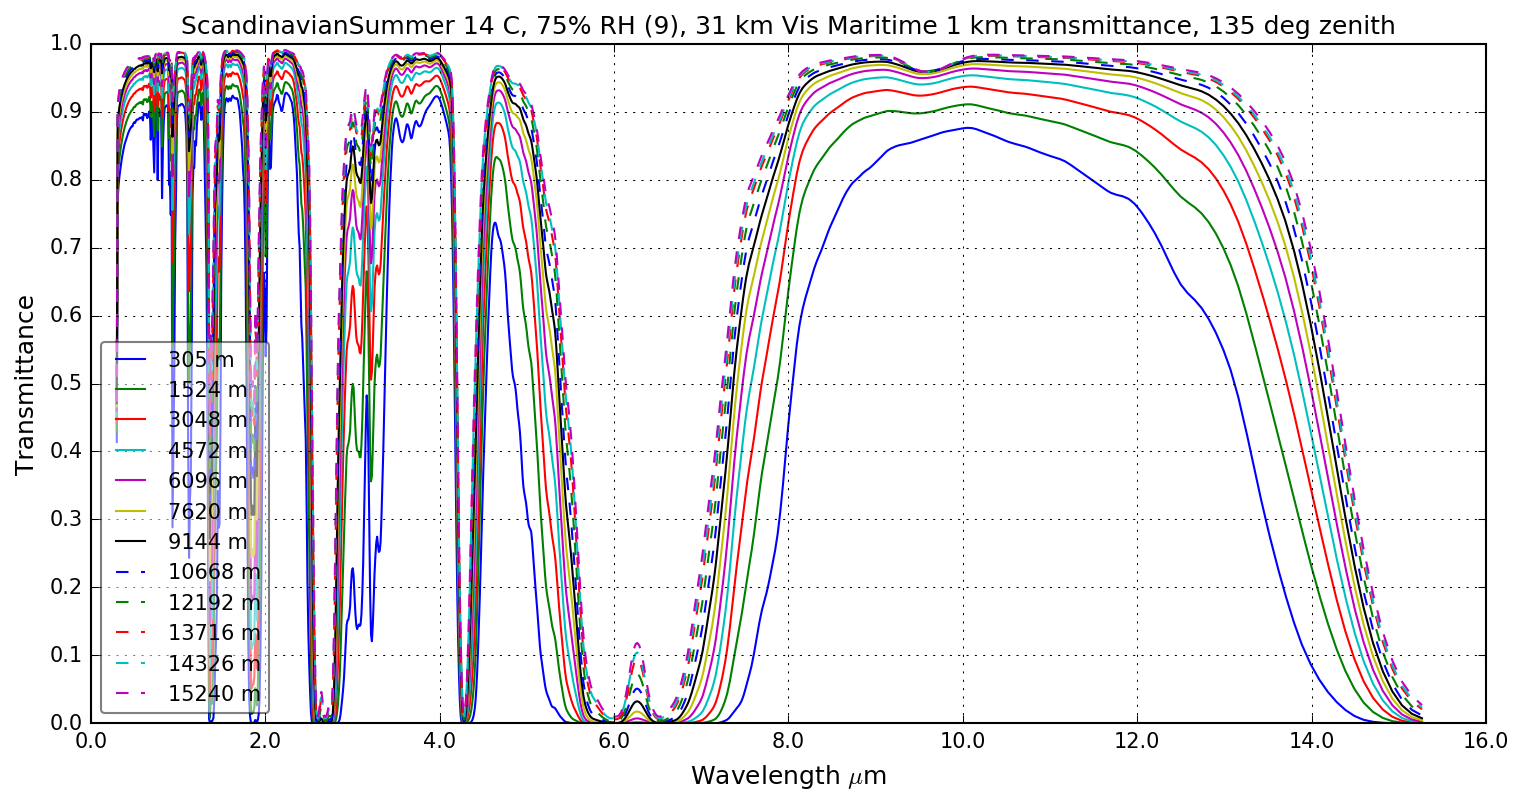 ScandinavianSummer 14 C, 75% RH (9), 31 km Vis Maritime 1 km transmittance, 135 deg zenith
1.0
0.9
0.8
0.7
0.6
0.5
0.4
0.3
0.2
0.1
0.0
Transmittance
305 m
1524 m
3048 m
4572 m
6096 m
7620 m
9144 m
10668 m
12192 m
13716 m
14326 m
15240 m
0.0 2.0 4.0 6.0 8.0 10.0 12.0 14.0 16.0
Wavelength μm